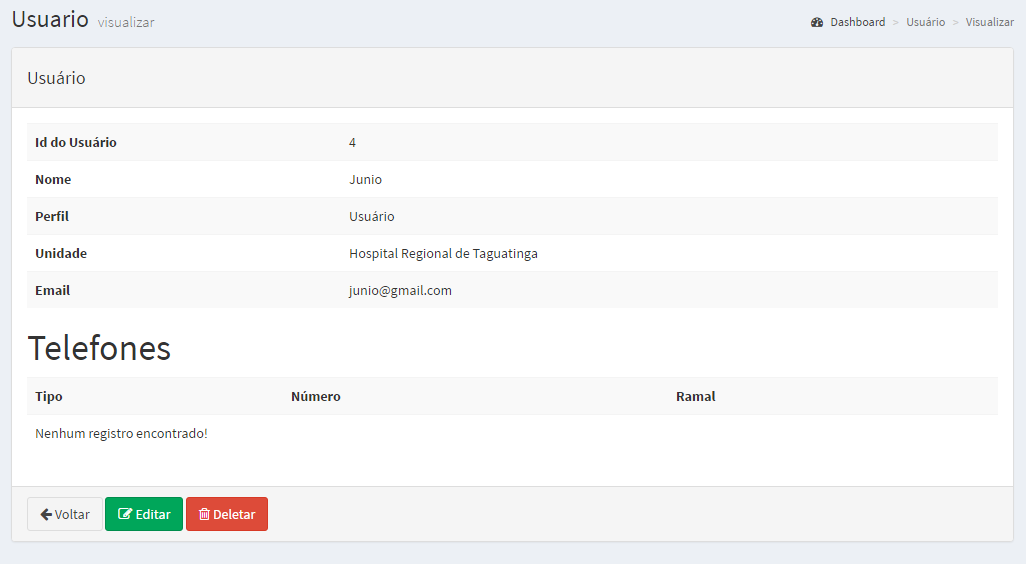 Usuario visualizar
Dashboard > Usuário > Visualizar
Usuário
Id do Usuário 4
Nome Junio
Perfil Usuário
Unidade Hospital Regional de Taguatinga
Email junio@gmail.com
Telefones
Tipo Número Ramal
Nenhum registro encontrado!
Voltar Editar Deletar